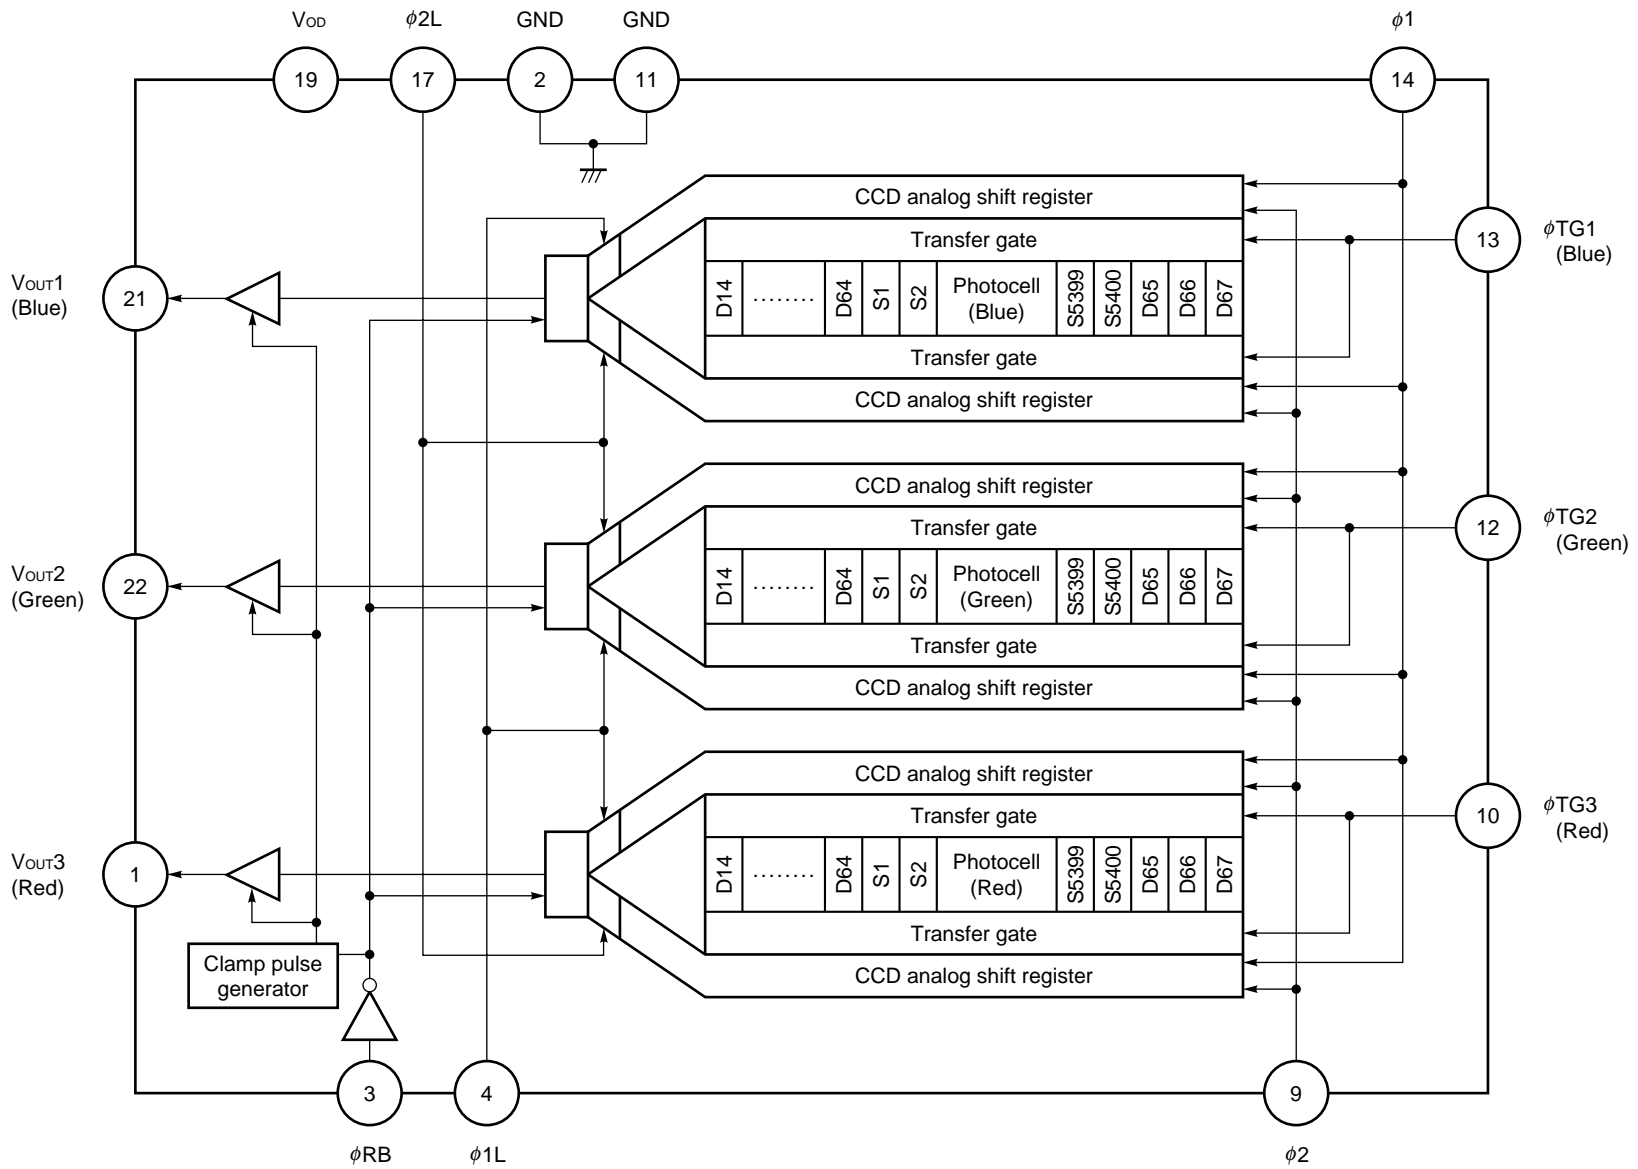 VOD
ϕ2L
GND
GND
ϕ1
19
17
2
11
14
CCD analog shift register
Transfer gate
13
ϕTG1
(Blue)
VOUT1
(Blue)
21
D14
········
D64
S1
S2
Photocell
(Blue)
S5399
S5400
D65
D66
D67
Transfer gate
CCD analog shift register
CCD analog shift register
Transfer gate
12
ϕTG2
(Green)
VOUT2
(Green)
22
D14
········
D64
S1
S2
Photocell
(Green)
S5399
S5400
D65
D66
D67
Transfer gate
CCD analog shift register
CCD analog shift register
Transfer gate
10
ϕTG3
(Red)
VOUT3
(Red)
1
D14
········
D64
S1
S2
Photocell
(Red)
S5399
S5400
D65
D66
D67
Transfer gate
CCD analog shift register
Clamp pulse
generator
3
4
9
ϕRB
ϕ1L
ϕ2